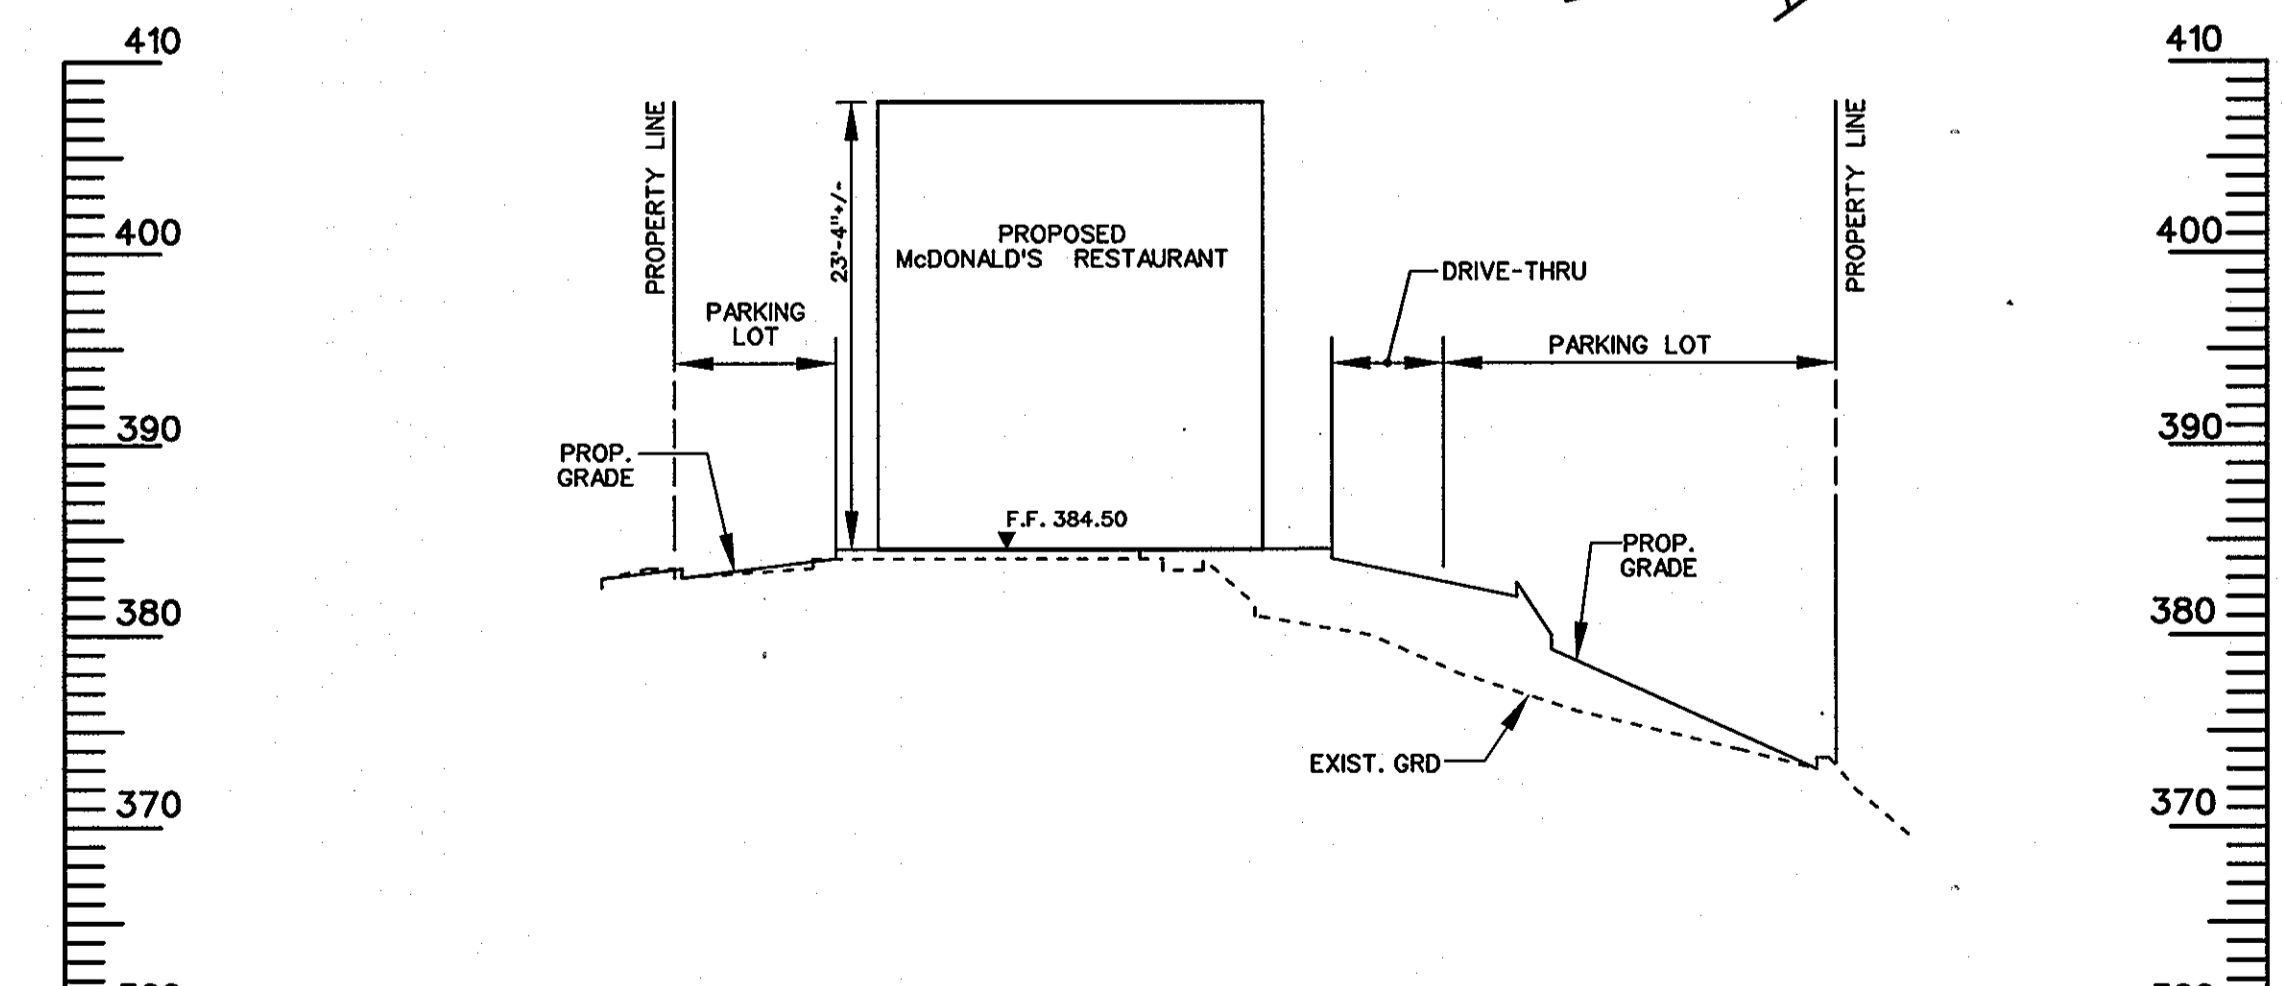 410
410
PROPERTY LINE
PROPERTY LINE
23'-4"+/-
PROPOSED
McDONALD'S RESTAURANT
400
400
DRIVE-THRU
PARKING
LOT
PARKING LOT
390
390
PROP.
GRADE
F.F. 384.50
PROP.
GRADE
380
380
EXIST. GRD
370
370